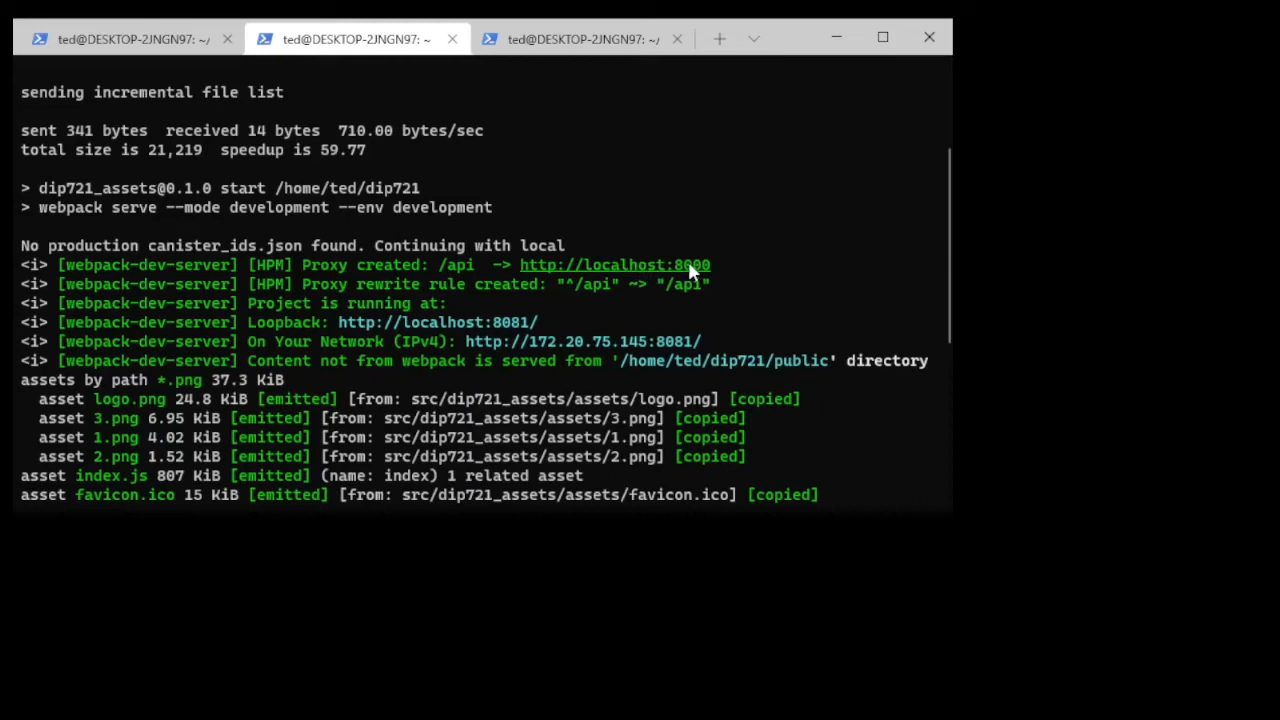 ted@DESKTOP-2JNGN97: ~/
ted@DESKTOP-2JNGN97: ~
ted@DESKTOP-2JNGN97: ~/
sending incremental file list
sent 341 bytes  received 14 bytes  710.00 bytes/sec
total size is 21,219  speedup is 59.77
> dip721_assets@0.1.0 start /home/ted/dip721
> webpack serve --mode development --env development
No production canister_ids.json found. Continuing with local
<i> [webpack-dev-server] [HPM] Proxy created: /api  -> http://localhost:8000
<i> [webpack-dev-server] [HPM] Proxy rewrite rule created: "^/api" ~> "/api"
<i> [webpack-dev-server] Project is running at:
<i> [webpack-dev-server] Loopback: http://localhost:8081/
<i> [webpack-dev-server] On Your Network (IPv4): http://172.20.75.145:8081/
<i> [webpack-dev-server] Content not from webpack is served from '/home/ted/dip721/public' directory
assets by path *.png 37.3 KiB
  asset logo.png 24.8 KiB [emitted] [from: src/dip721_assets/assets/logo.png] [copied]
  asset 3.png 6.95 KiB [emitted] [from: src/dip721_assets/assets/3.png] [copied]
  asset 1.png 4.02 KiB [emitted] [from: src/dip721_assets/assets/1.png] [copied]
  asset 2.png 1.52 KiB [emitted] [from: src/dip721_assets/assets/2.png] [copied]
asset index.js 807 KiB [emitted] (name: index) 1 related asset
asset favicon.ico 15 KiB [emitted] [from: src/dip721_assets/assets/favicon.ico] [copied]